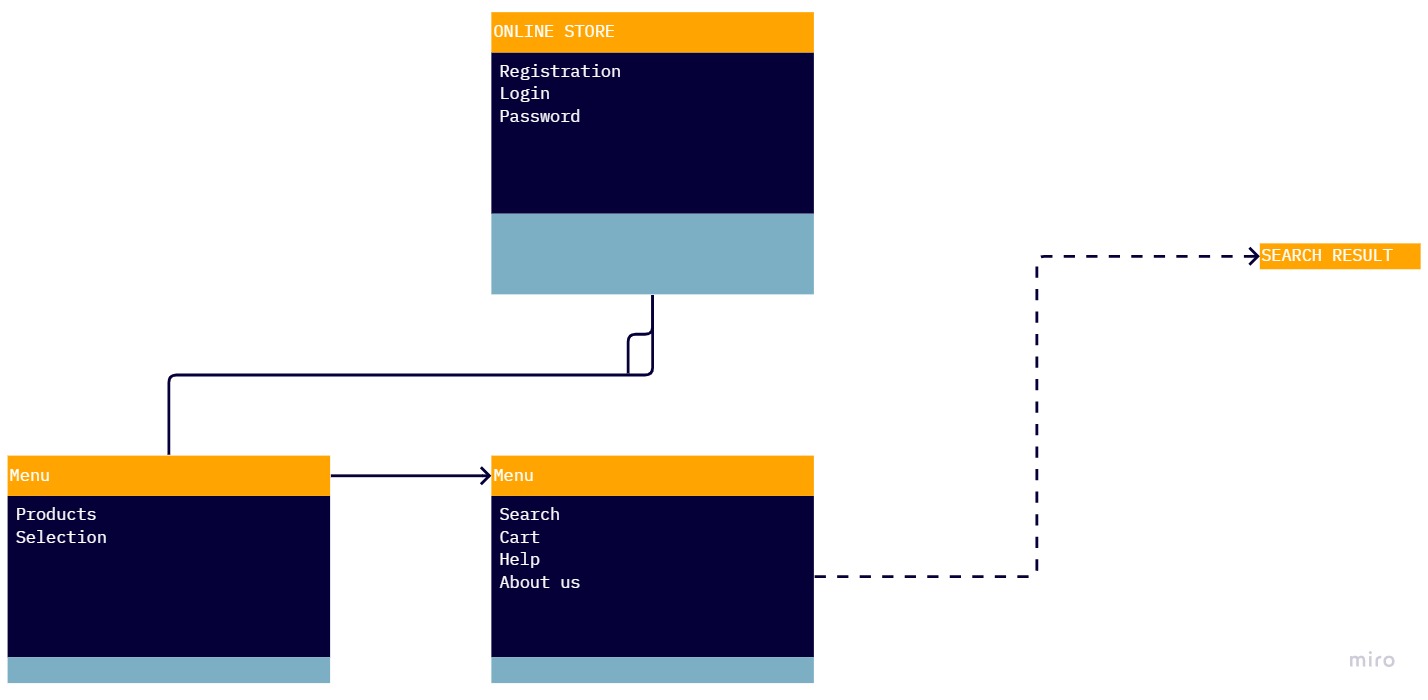 ONLINE STORE
Registration
Login
Password
SEARCH RESULT
Menu
Products
Selection
Menu
Search
Cart
Help
About us
miro